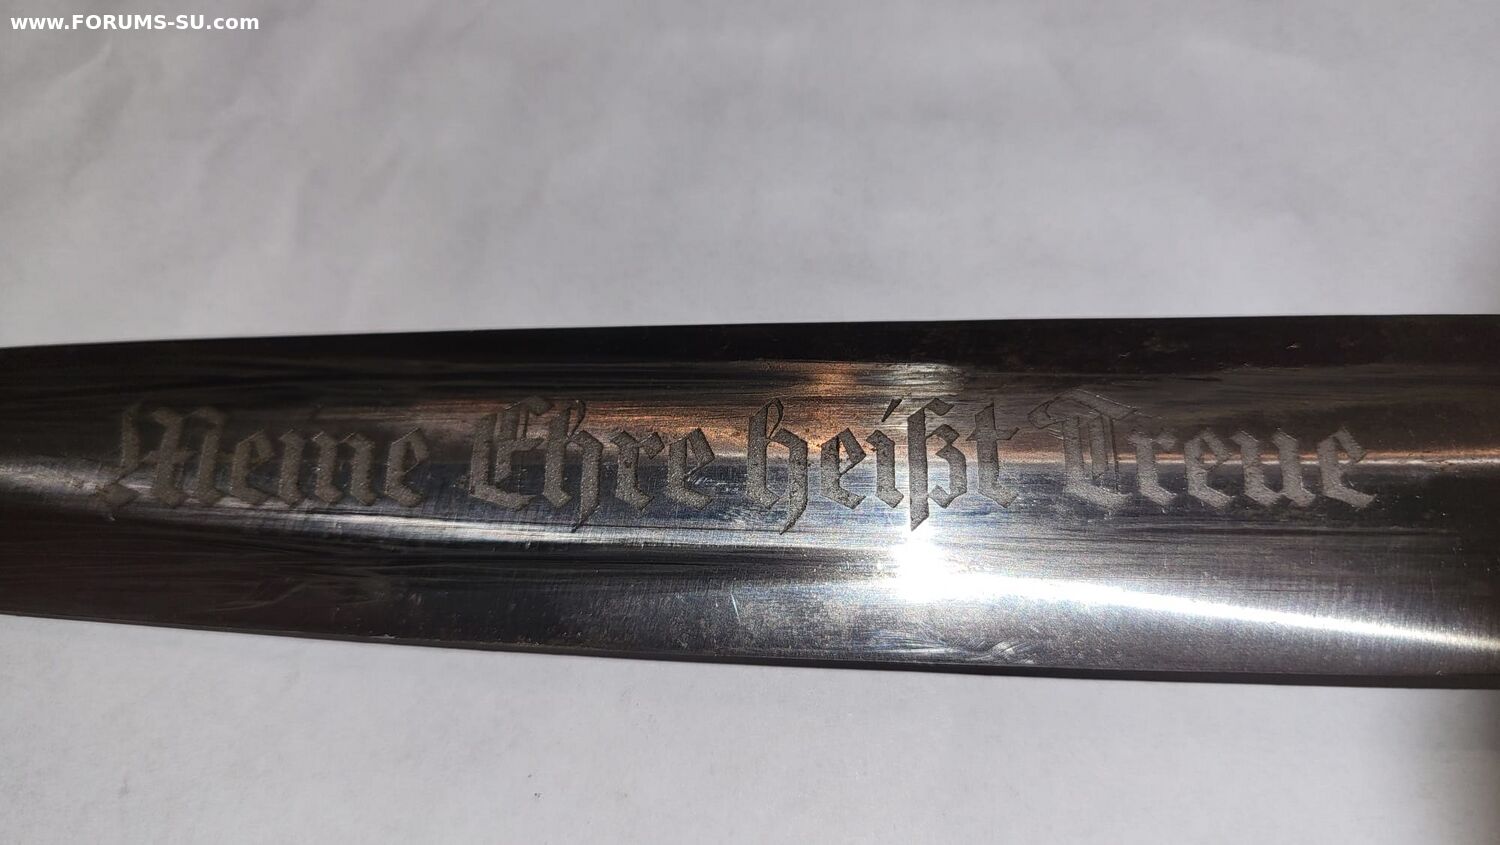 www.FORUMS-SU.com
Meine Ehre heißt Treue